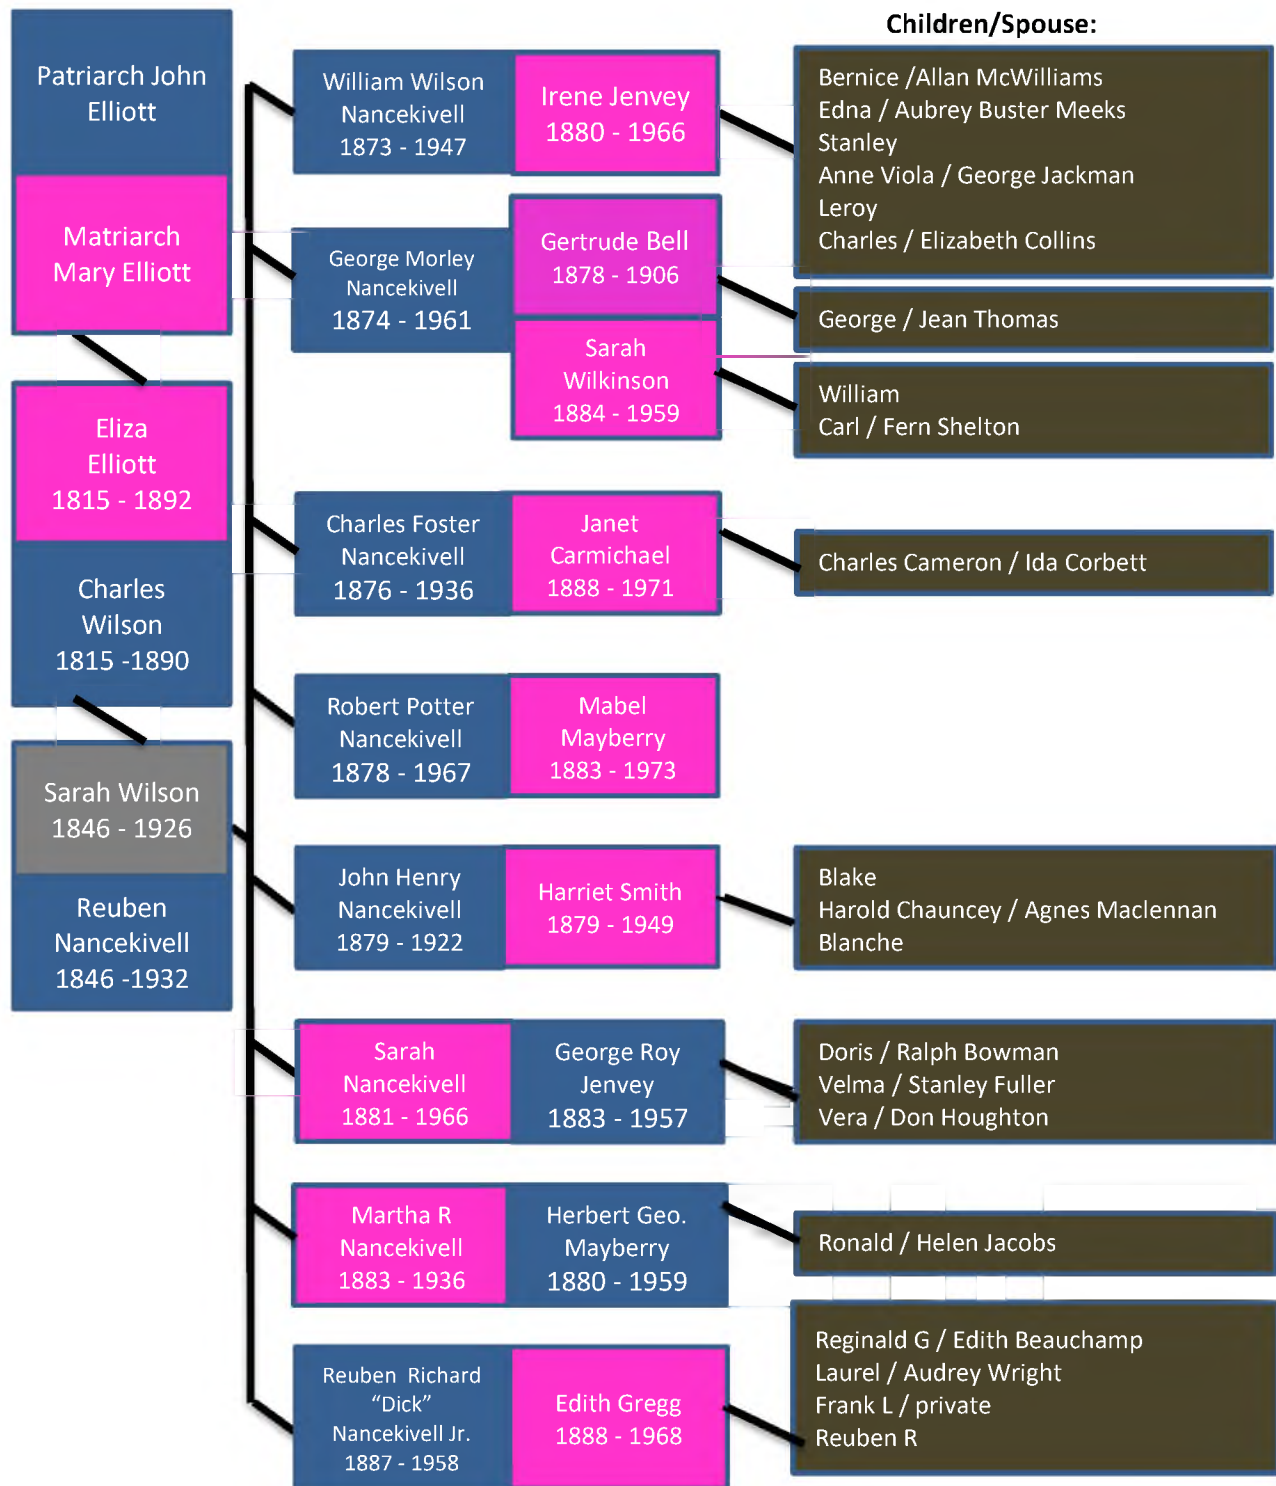 Children/Spouse:
Patriarch John
Elliott
Matriarch
Mary Elliott
Eliza
Elliott
1815 - 1892
Charles
Wilson
1815 -1890
Sarah Wilson
1846 - 1926
Reuben
Nancekivell
1846 -1932
William Wilson
Nancekivell
1873 - 1947
Irene Jenvey
1880 - 1966
Bernice /Allan McWilliams
Edna / Aubrey Buster Meeks
Stanley
Anne Viola / George Jackman
Leroy
Charles / Elizabeth Collins
George Morley
Nancekivell
1874 - 1961
Gertrude Bell
1878 - 1906
George / Jean Thomas
Sarah
Wilkinson
1884 - 1959
William
Carl / Fern Shelton
Charles Foster
Nancekivell
1876 - 1936
Janet
Carmichael
1888 - 1971
Charles Cameron / Ida Corbett
Robert Potter
Nancekivell
1878 - 1967
Mabel
Mayberry
1883 - 1973
John Henry
Nancekivell
1879 - 1922
Harriet Smith
1879 - 1949
Blake
Harold Chauncey / Agnes Maclennan
Blanche
Sarah
Nancekivell
1881 - 1966
George Roy
Jenvey
1883 - 1957
Doris / Ralph Bowman
Velma / Stanley Fuller
Vera / Don Houghton
Martha R
Nancekivell
1883 - 1936
Herbert Geo.
Mayberry
1880 - 1959
Ronald / Helen Jacobs
Reuben Richard
“Dick”
Nancekivell Jr.
1887 - 1958
Edith Gregg
1888 - 1968
Reginald G / Edith Beauchamp
Laurel / Audrey Wright
Frank L / private
Reuben R